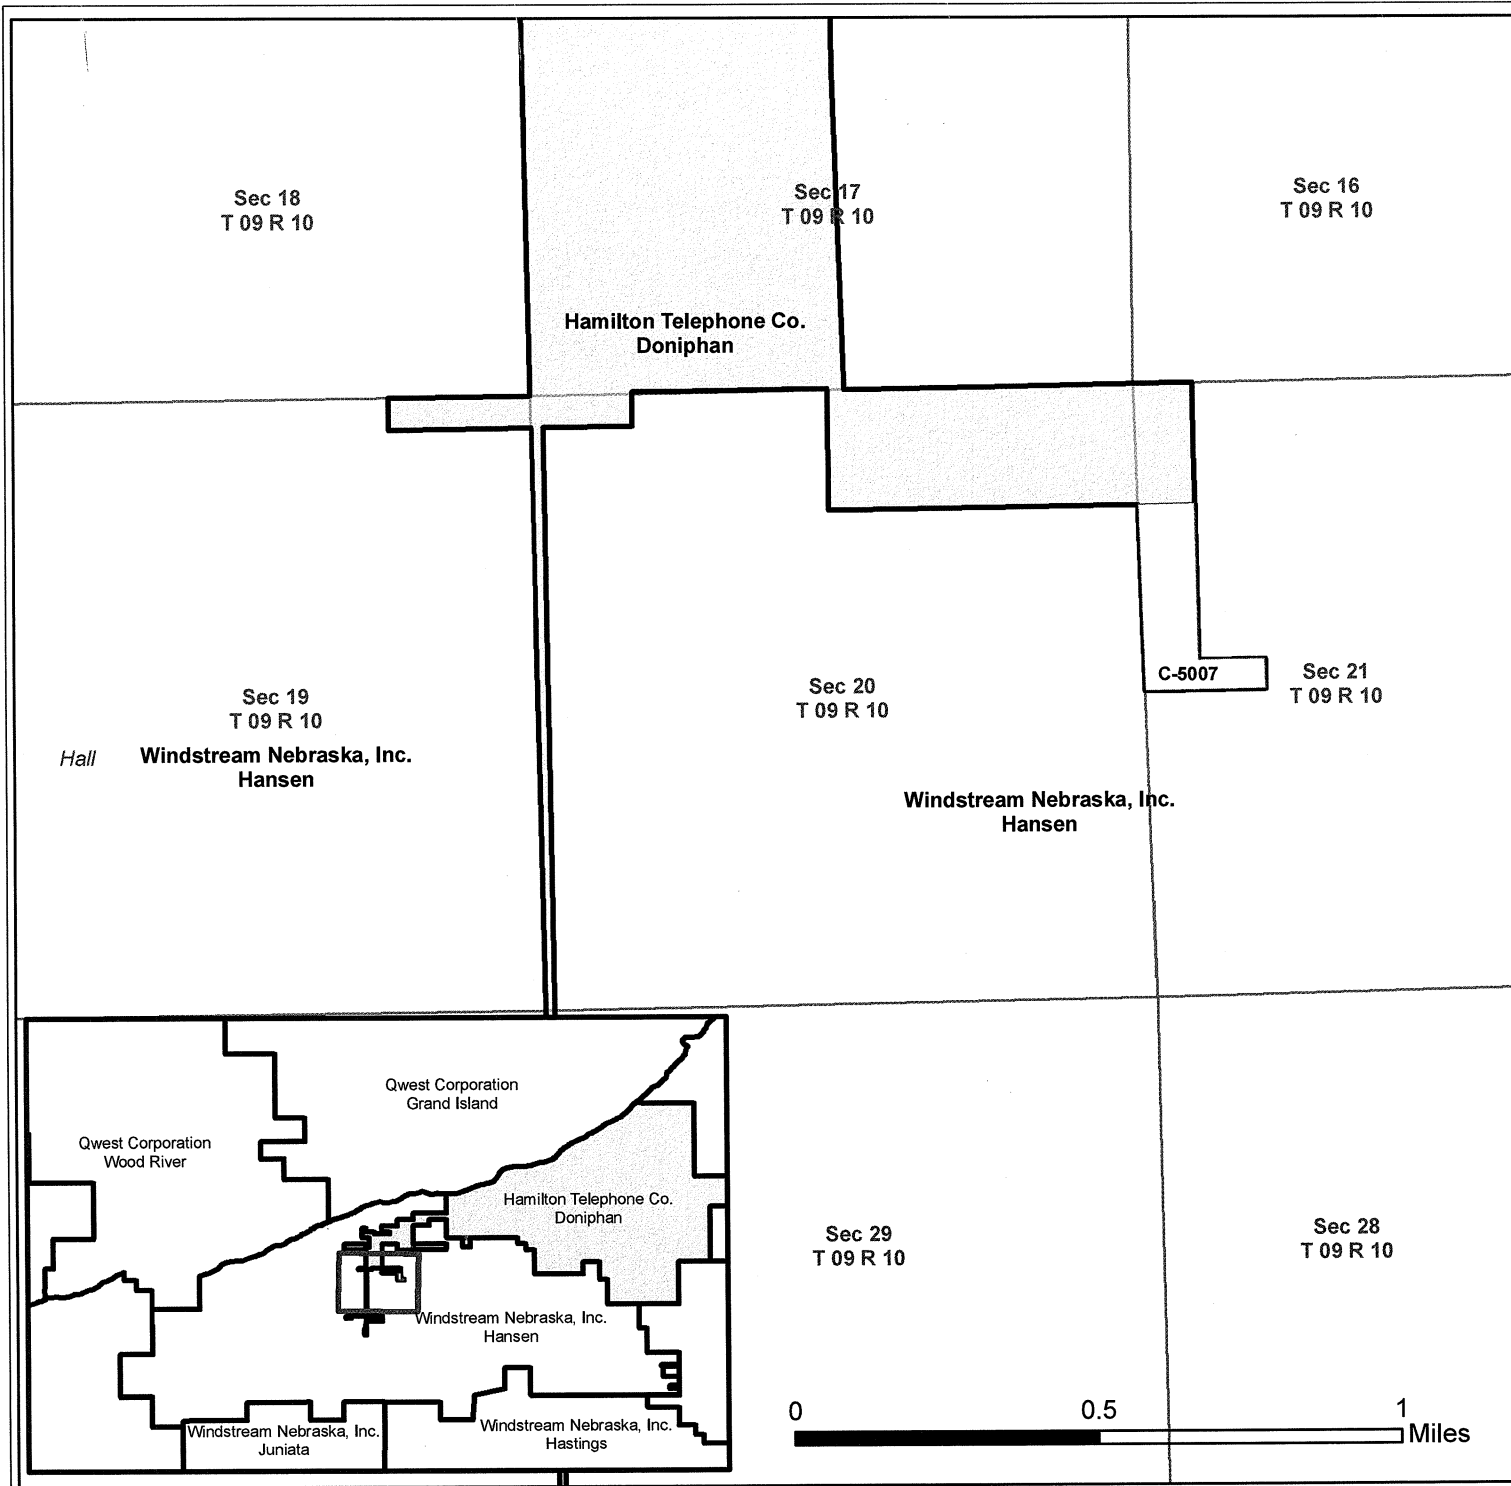 Sec 18
T 09 R 10
Sec 17
T 09 R 10
Sec 16
T 09 R 10
Hamilton Telephone Co.
Doniphan
Sec 19
T 09 R 10
Hall
Windstream Nebraska, Inc.
Hansen
Sec 20
T 09 R 10
C-5007
Sec 21
T 09 R 10
Windstream Nebraska, Inc.
Hansen
Qwest Corporation
Grand Island
Qwest Corporation
Wood River
Hamilton Telephone Co.
Doniphan
Windstream Nebraska, Inc.
Hansen
Windstream Nebraska, Inc.
Juniata
Windstream Nebraska, Inc.
Hastings
Sec 29
T 09 R 10
Sec 28
T 09 R 10
0 0.5 1
Miles